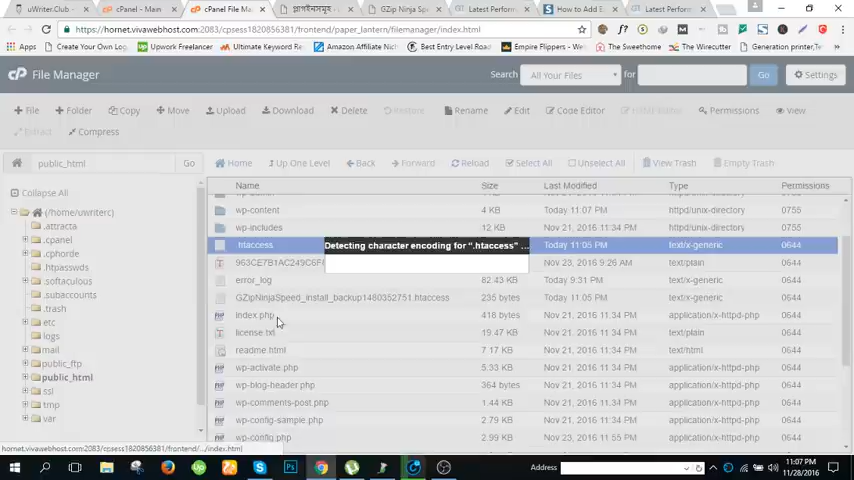 uWriter.Club -
cPanel - Main
cPanel File Mana
প্লাগইনসমূহ
GZip Ninja Spe
Latest Perform
How to Add E
Latest Perform
https://hornet.vivawebhost.com:2083/cpsess1820856381/frontend/paper_lantern/filemanager/index.html
Apps
Create Your Own Log
Upwork Freelancer
Ultimate Keyword Re
Amazon Affiliate Nich
Best Entry Level Road
Empire Flippers - We
The Sweethome
The Wirecutter
Generation printer,Te
cP File Manager
Search
All Your Files
for
Go
Settings
File
Folder
Copy
Move
Upload
Download
Delete
Restore
Rename
Edit
Code Editor
HTML Editor
Permissions
View
Extract
Compress
public_html
Go
Home
Up One Level
Back
Forward
Reload
Select All
Unselect All
View Trash
Empty Trash
Collapse All
(/home/uwriterc)
.attracta
.cpanel
.cphorde
.htpasswds
.softaculous
.subaccounts
.trash
etc
logs
mail
public_ftp
public_html
ssl
tmp
var
Name Size Last Modified Type Permissions
wp-content 4 KB Today 11:07 PM httpd/unix-directory 0755
wp-includes 12 KB Today 11:07 PM httpd/unix-directory 0755
.htaccess Today 11:05 PM text/x-generic 0644
Detecting character encoding for “.htaccess” ...
963CE7B1AC249C6F Nov 23, 2016 9:26 AM text/plain 0644
error_log 82.43 KB Today 9:31 PM text/x-generic 0644
GZipNinjaSpeed_install_backup1480352751.htaccess 235 bytes Today 11:05 PM text/x-generic 0644
index.php 418 bytes Nov 21, 2016 11:34 PM application/x-httpd-php 0644
license.txt 19.47 KB Nov 21, 2016 11:34 PM text/plain 0644
readme.html 7.17 KB Nov 21, 2016 11:34 PM text/html 0644
wp-activate.php 5.33 KB Nov 21, 2016 11:34 PM application/x-httpd-php 0644
wp-blog-header.php 364 bytes Nov 21, 2016 11:34 PM application/x-httpd-php 0644
wp-comments-post.php 1.44 KB Nov 21, 2016 11:34 PM application/x-httpd-php 0644
wp-config-sample.php 2.79 KB Nov 21, 2016 11:34 PM application/x-httpd-php 0644
wp-config.php 2.99 KB Nov 23, 2016 11:55 PM application/x-httpd-php 0644
hornet.vivawebhost.com:2083/cpsess1820856381/frontend/.../index.html
Address
11:07 PM
11/28/2016